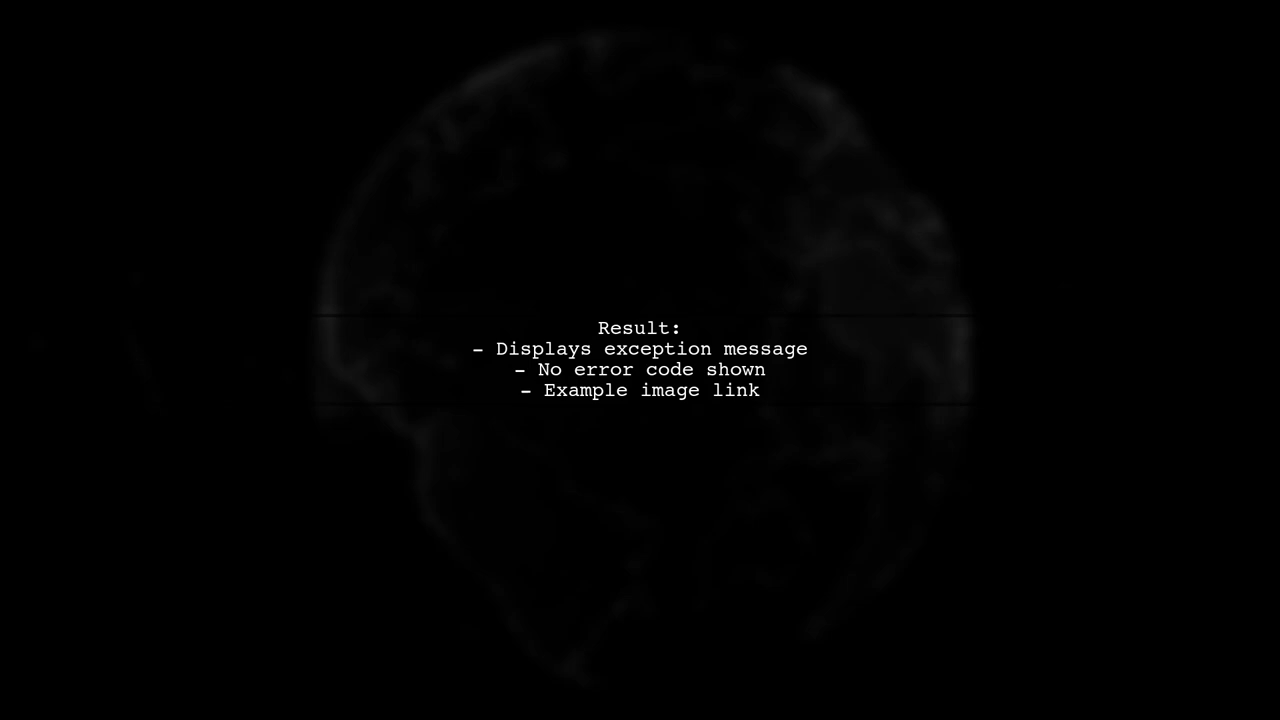 Result:
- Displays exception message
- No error code shown
- Example image link